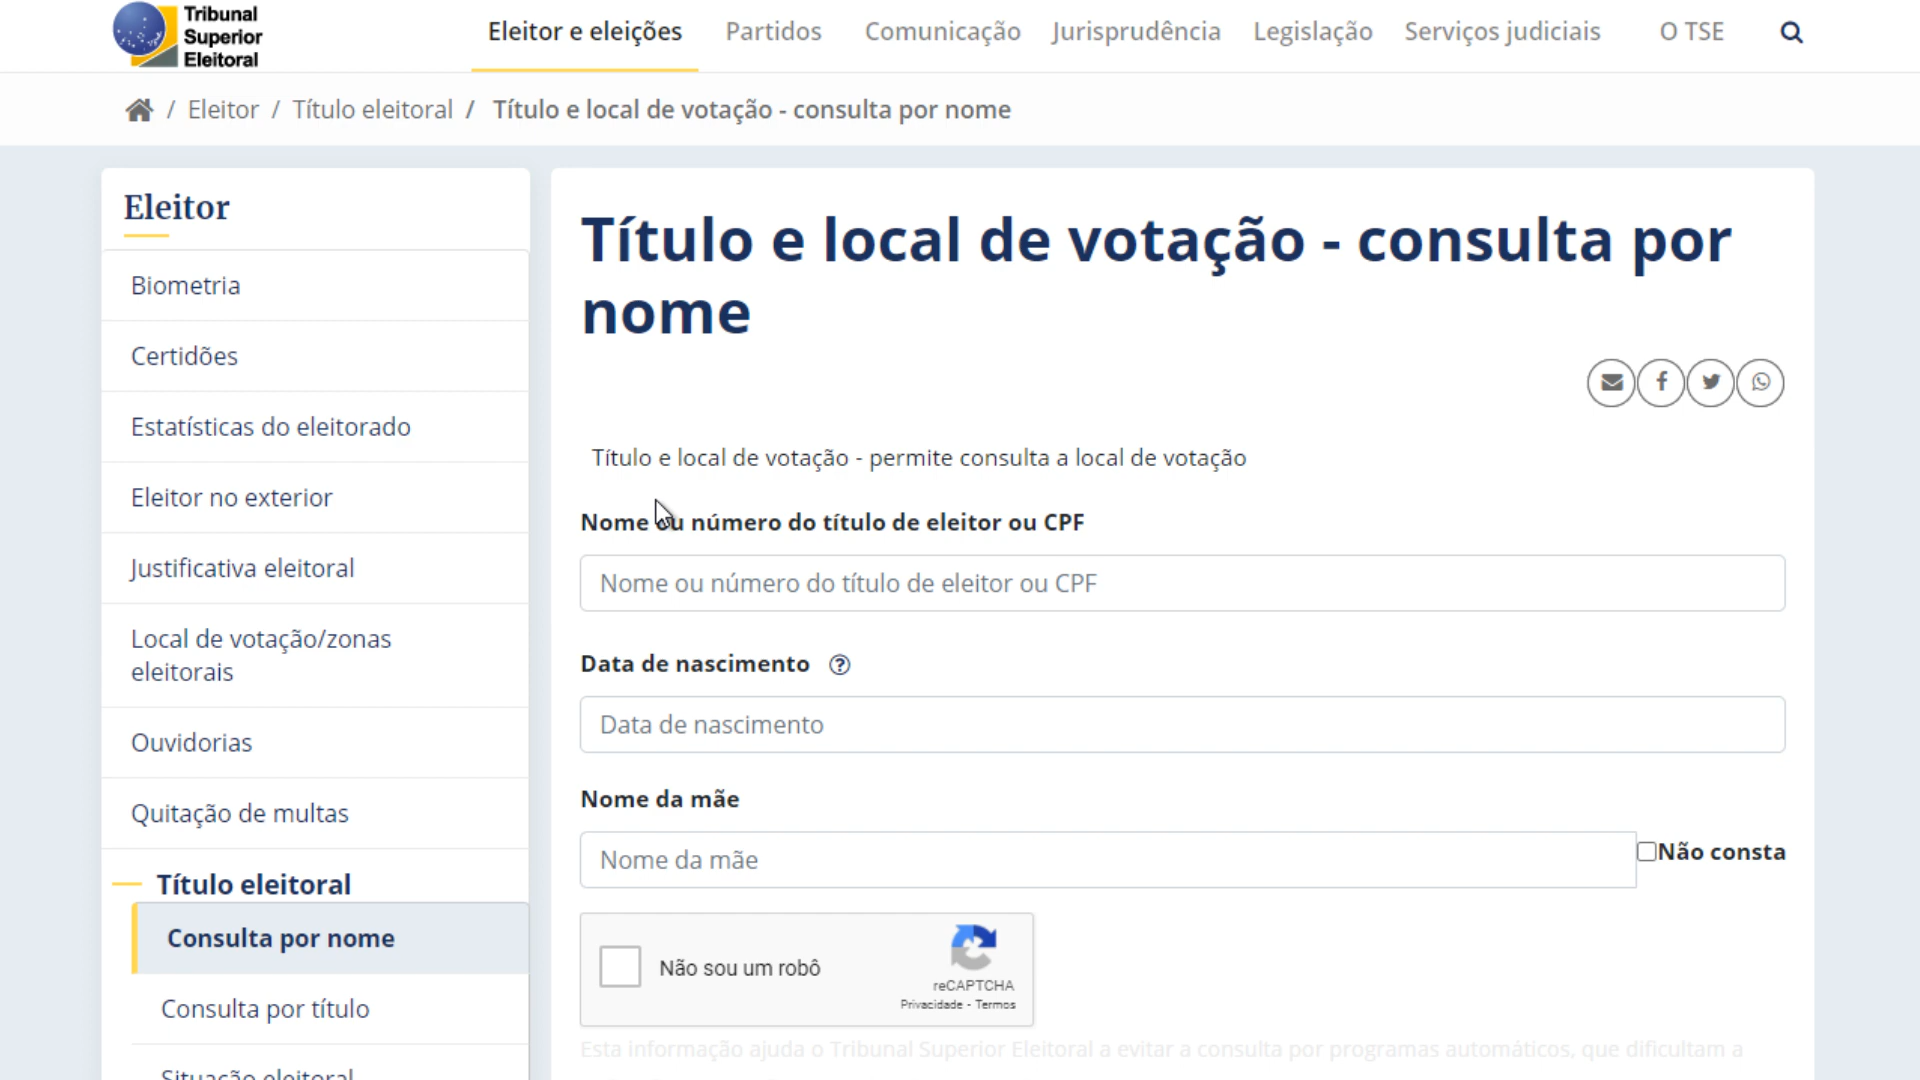 Tribunal
Superior
Eleitoral
Eleitor e eleições
Partidos
Comunicação
Jurisprudência
Legislação
Serviços judiciais
O TSE
/ Eleitor / Título eleitoral / Título e local de votação - consulta por nome
Eleitor
Biometria
Certidões
Estatísticas do eleitorado
Eleitor no exterior
Justificativa eleitoral
Local de votação/zonas
eleitorais
Ouvidorias
Quitação de multas
Título eleitoral
Consulta por nome
Consulta por título
Situação eleitoral
Título e local de votação - consulta por
nome
Título e local de votação - permite consulta a local de votação
Nome ou número do título de eleitor ou CPF
Nome ou número do título de eleitor ou CPF
Data de nascimento
Data de nascimento
Nome da mãe
Nome da mãe
Não consta
Não sou um robô
reCAPTCHA
Privacidade - Termos
Esta informação ajuda o Tribunal Superior Eleitoral a evitar a consulta por programas automáticos, que dificultam a